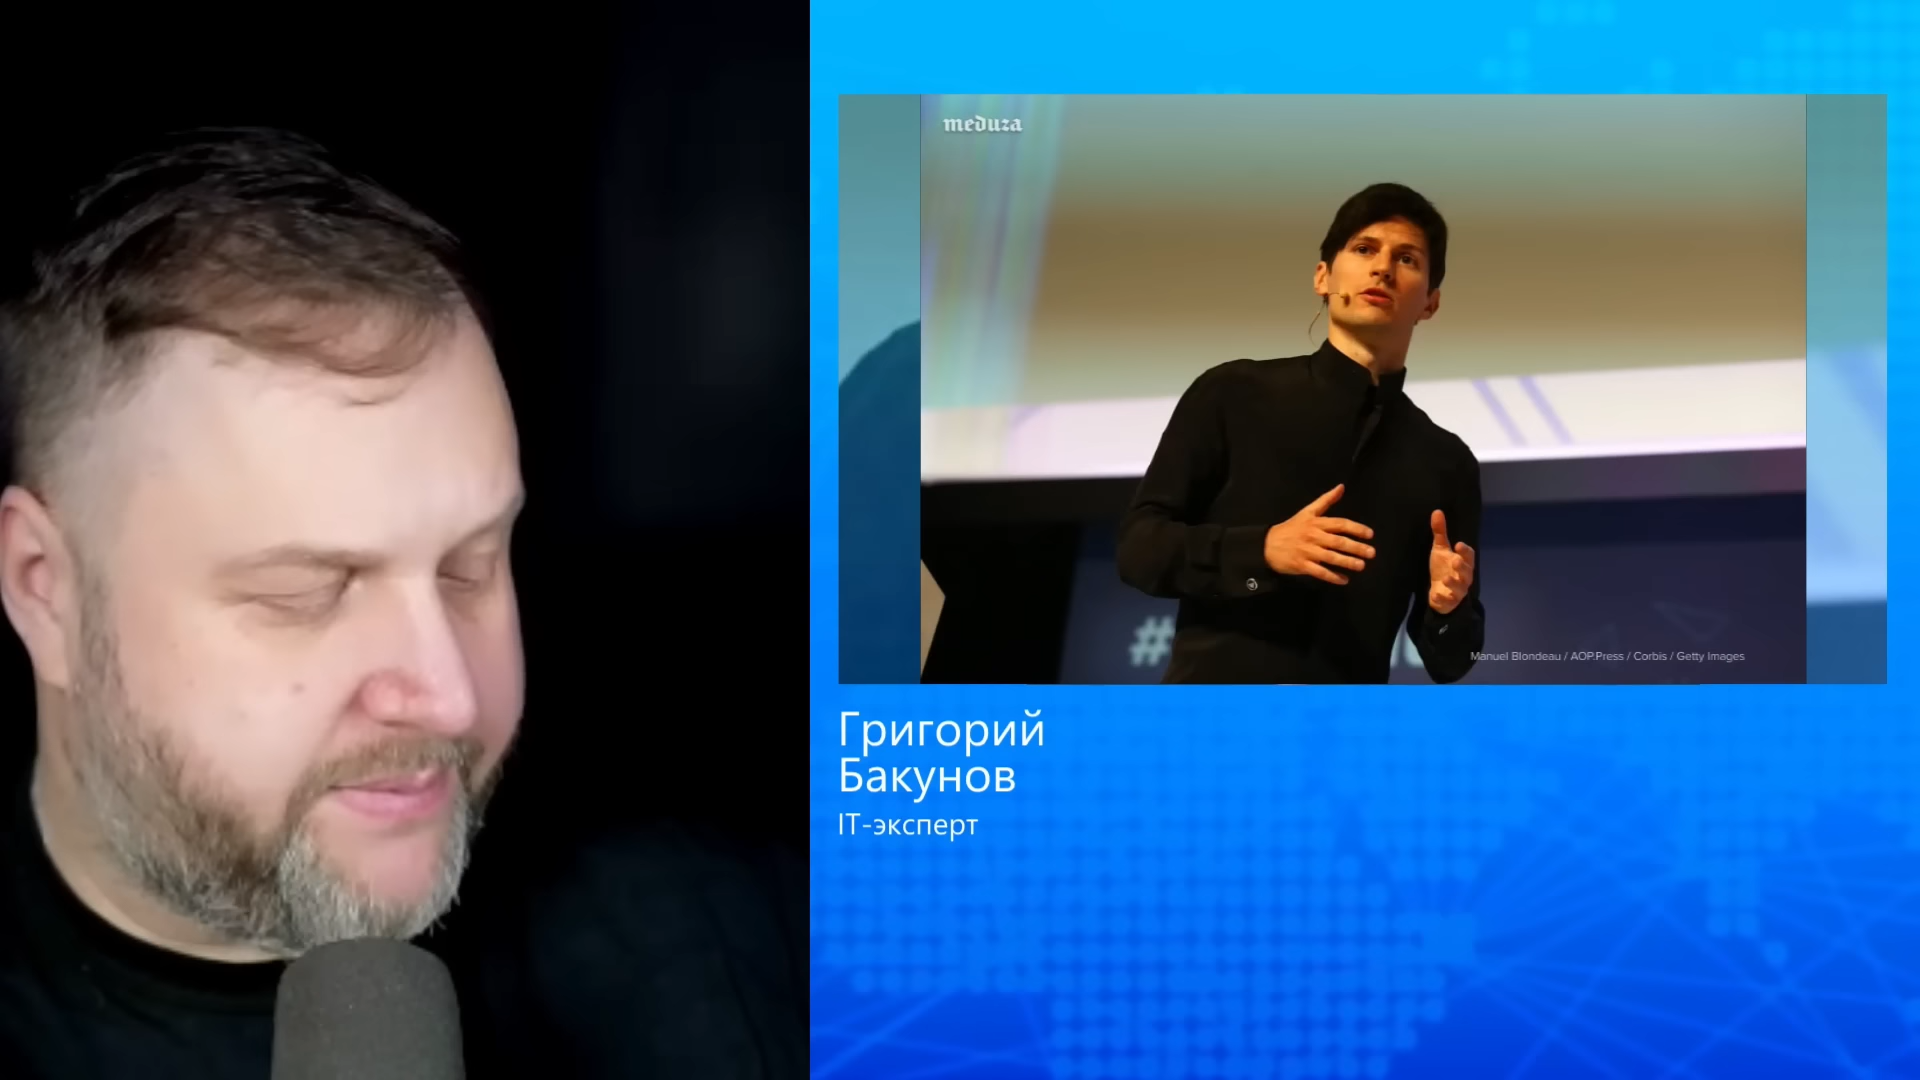 meduza
#
Manuel Blondeau / AOP.Press / Corbis / Getty Images
Григорий
Бакунов
IT-эксперт